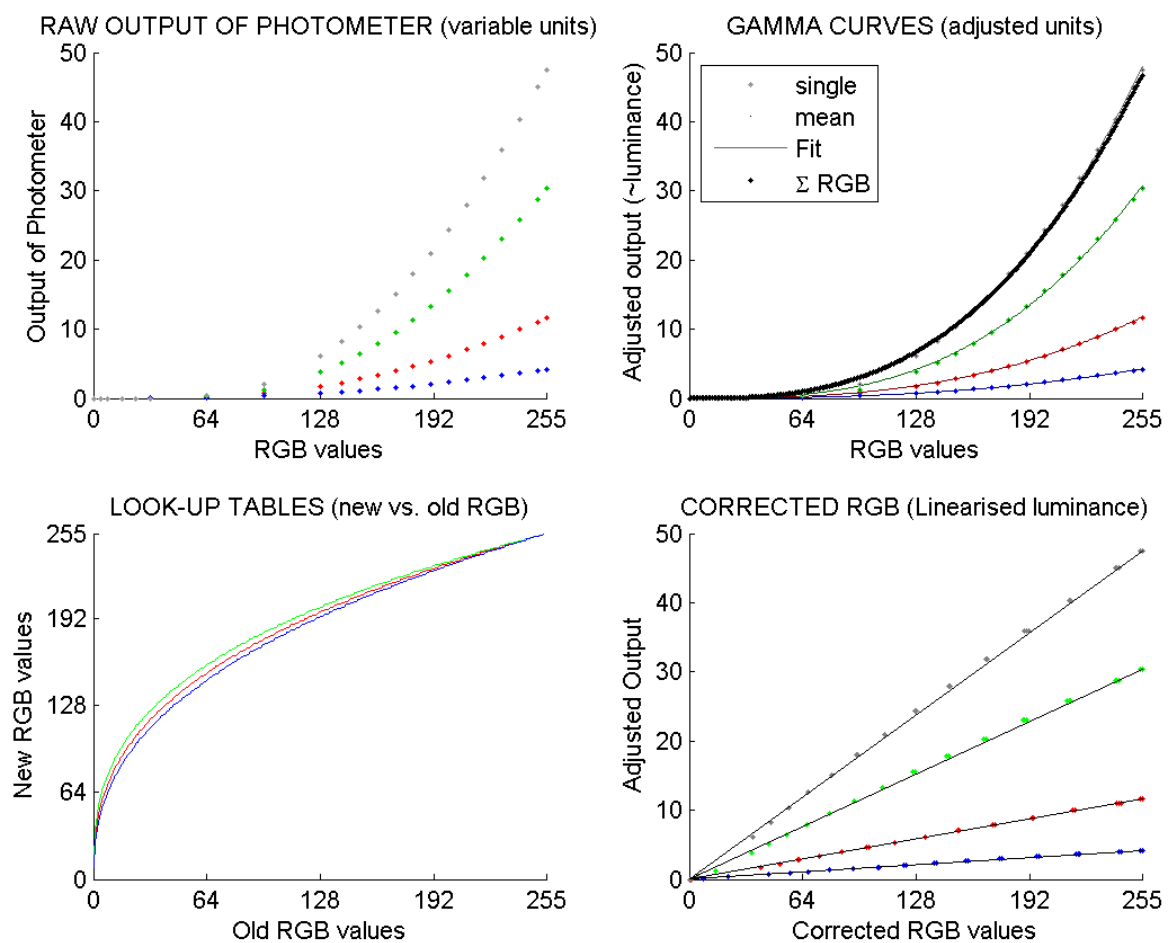 RAW OUTPUT OF PHOTOMETER (variable units)
50
40
30
20
10
0
Output of Photometer
0 64 128 192 255
RGB values
GAMMA CURVES (adjusted units)
50
40
30
20
10
0
Adjusted output (~luminance)
single
mean
Fit
Σ RGB
0 64 128 192 255
RGB values
LOOK-UP TABLES (new vs. old RGB)
255
192
128
64
0
New RGB values
0 64 128 192 255
Old RGB values
CORRECTED RGB (Linearised luminance)
50
40
30
20
10
0
Adjusted Output
0 64 128 192 255
Corrected RGB values